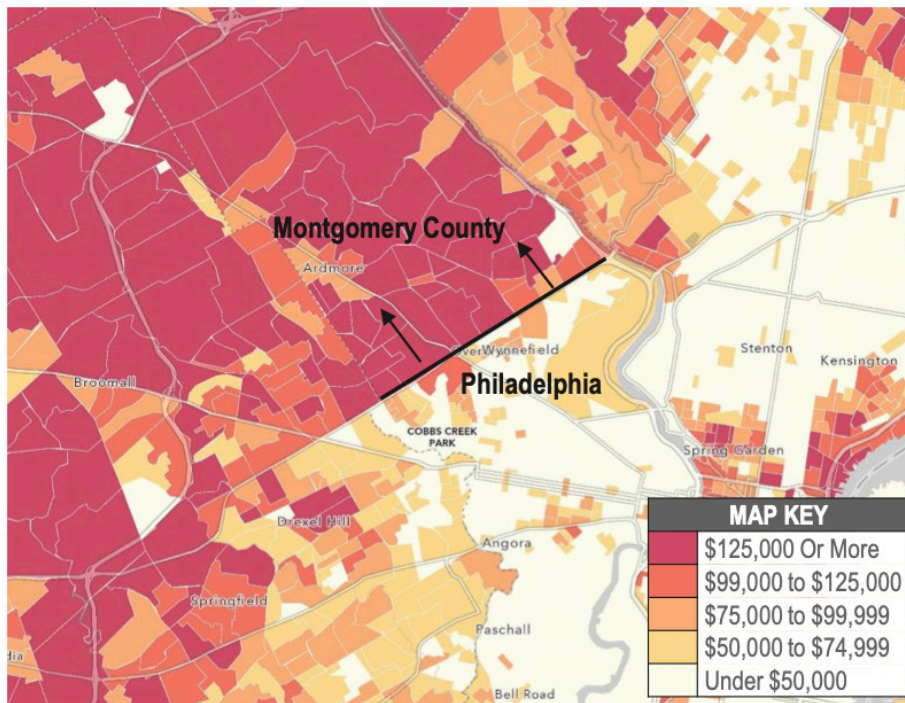 Montgomery County
Ardmore
Wynnefield
Stenton
Broomall
Philadelphia
Kensington
COBBS CREEK
PARK
Spring Garden
Drexel Hill
Angora
Springfield
Paschall
dia
Bell Road
MAP KEY
$125,000 Or More
$99,000 to $125,000
$75,000 to $99,999
$50,000 to $74,999
Under $50,000